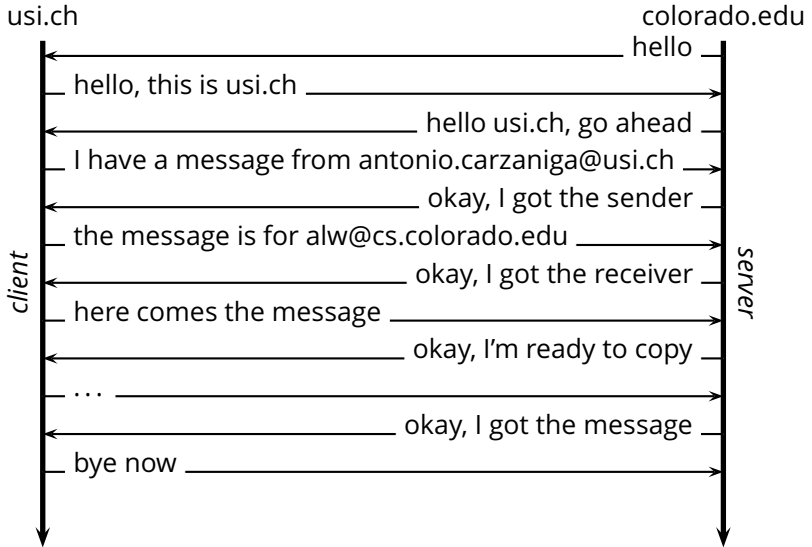 usi.ch
colorado.edu
hello
hello, this is usi.ch
hello usi.ch, go ahead
I have a message from antonio.carzaniga@usi.ch
okay, I got the sender
the message is for alw@cs.colorado.edu
okay, I got the receiver
here comes the message
okay, I’m ready to copy
. . .
okay, I got the message
bye now
client
server